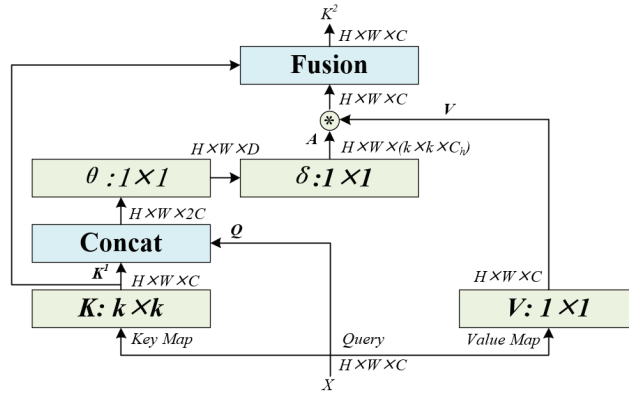 K²
H×W×C
Fusion
H×W×C
V
*
A
H×W×(k×k×Cₕ)
H×W×D
θ:1×1
δ:1×1
H×W×2C
Concat
Q
K¹
H×W×C
H×W×C
K: k×k
V: 1×1
Key Map
Query
Value Map
H×W×C
X